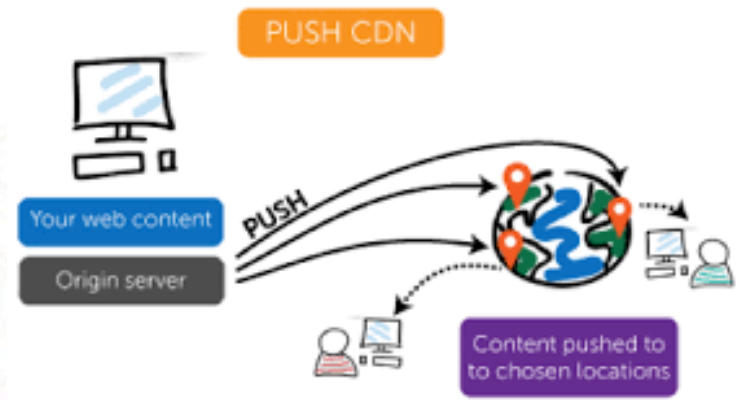 PUSH CDN
Your web content
Origin server
PUSH
Content pushed to
to chosen locations